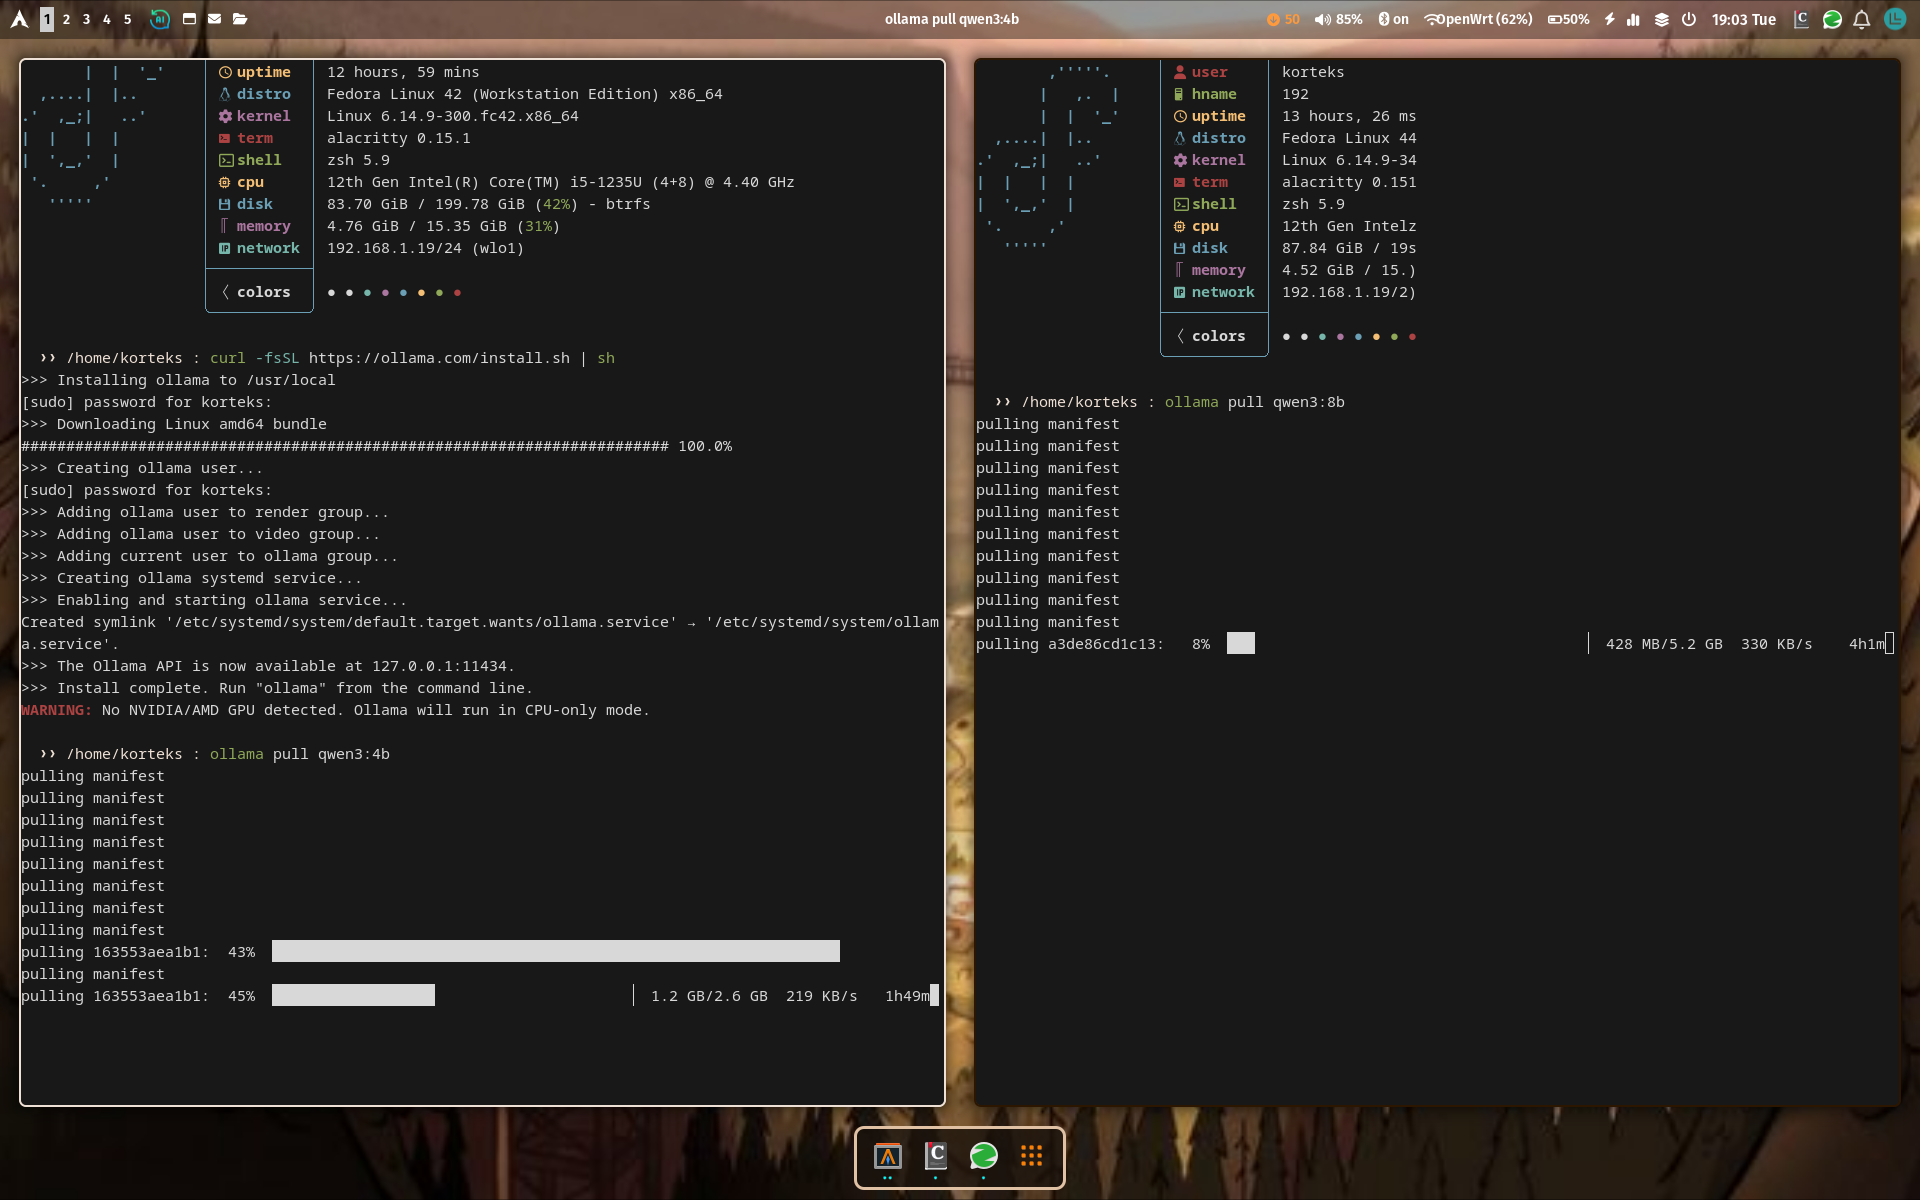 1 2 3 4 5 AI
ollama pull qwen3:4b
50 85% on OpenWrt (62%) 50% 19:03 Tue
uptime 12 hours, 59 mins
distro Fedora Linux 42 (Workstation Edition) x86_64
kernel Linux 6.14.9-300.fc42.x86_64
term alacritty 0.15.1
shell zsh 5.9
cpu 12th Gen Intel(R) Core(TM) i5-1235U (4+8) @ 4.40 GHz
disk 83.70 GiB / 199.78 GiB (42%) - btrfs
memory 4.76 GiB / 15.35 GiB (31%)
network 192.168.1.19/24 (wlo1)
colors
❯❯ /home/korteks : curl -fsSL https://ollama.com/install.sh | sh
>>> Installing ollama to /usr/local
[sudo] password for korteks:
>>> Downloading Linux amd64 bundle
######################################################################## 100.0%
>>> Creating ollama user...
[sudo] password for korteks:
>>> Adding ollama user to render group...
>>> Adding ollama user to video group...
>>> Adding current user to ollama group...
>>> Creating ollama systemd service...
>>> Enabling and starting ollama service...
Created symlink '/etc/systemd/system/default.target.wants/ollama.service' → '/etc/systemd/system/ollam
a.service'.
>>> The Ollama API is now available at 127.0.0.1:11434.
>>> Install complete. Run "ollama" from the command line.
WARNING: No NVIDIA/AMD GPU detected. Ollama will run in CPU-only mode.
❯❯ /home/korteks : ollama pull qwen3:4b
pulling manifest
pulling manifest
pulling manifest
pulling manifest
pulling manifest
pulling manifest
pulling manifest
pulling manifest
pulling 163553aea1b1: 43%
pulling manifest
pulling 163553aea1b1: 45% 1.2 GB/2.6 GB 219 KB/s 1h49m
user korteks
hname 192
uptime 13 hours, 26 ms
distro Fedora Linux 44
kernel Linux 6.14.9-34
term alacritty 0.151
shell zsh 5.9
cpu 12th Gen Intelz
disk 87.84 GiB / 19s
memory 4.52 GiB / 15.)
network 192.168.1.19/2)
colors
❯❯ /home/korteks : ollama pull qwen3:8b
pulling manifest
pulling manifest
pulling manifest
pulling manifest
pulling manifest
pulling manifest
pulling manifest
pulling manifest
pulling manifest
pulling manifest
pulling a3de86cd1c13: 8% 428 MB/5.2 GB 330 KB/s 4h1m